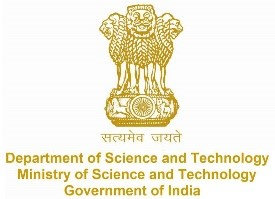 सत्यमेव जयते
Department of Science and Technology
Ministry of Science and Technology
Government of India